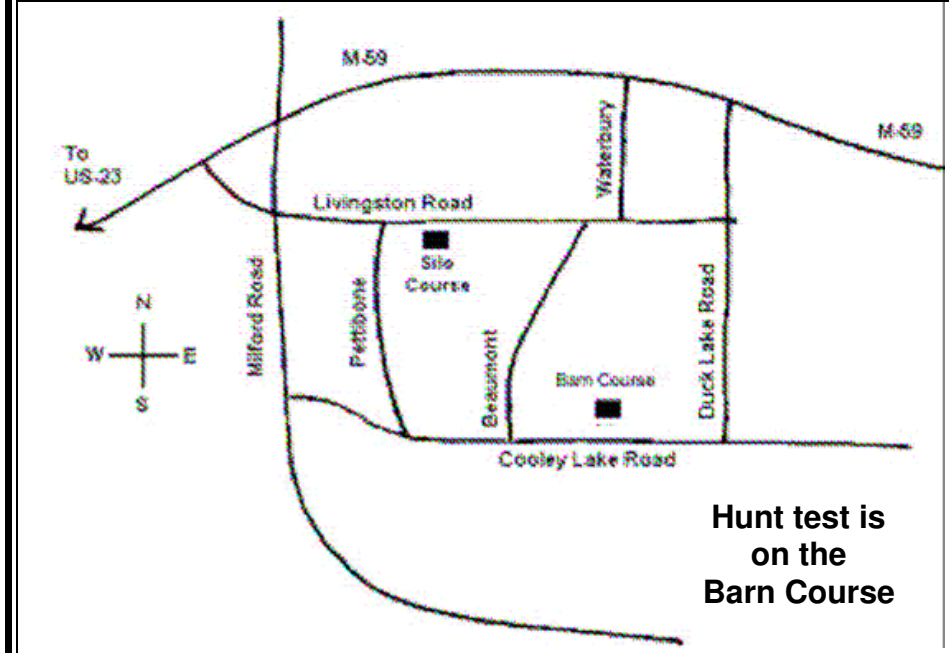 M-59
M-59
To
US-23
Waterbury
Livingston Road
Silo
Course
N
W E
S
Milford Road
Pettibone
Beaumont
Barn Course
Duck Lake Road
Cooley Lake Road
Hunt test is
on the
Barn Course